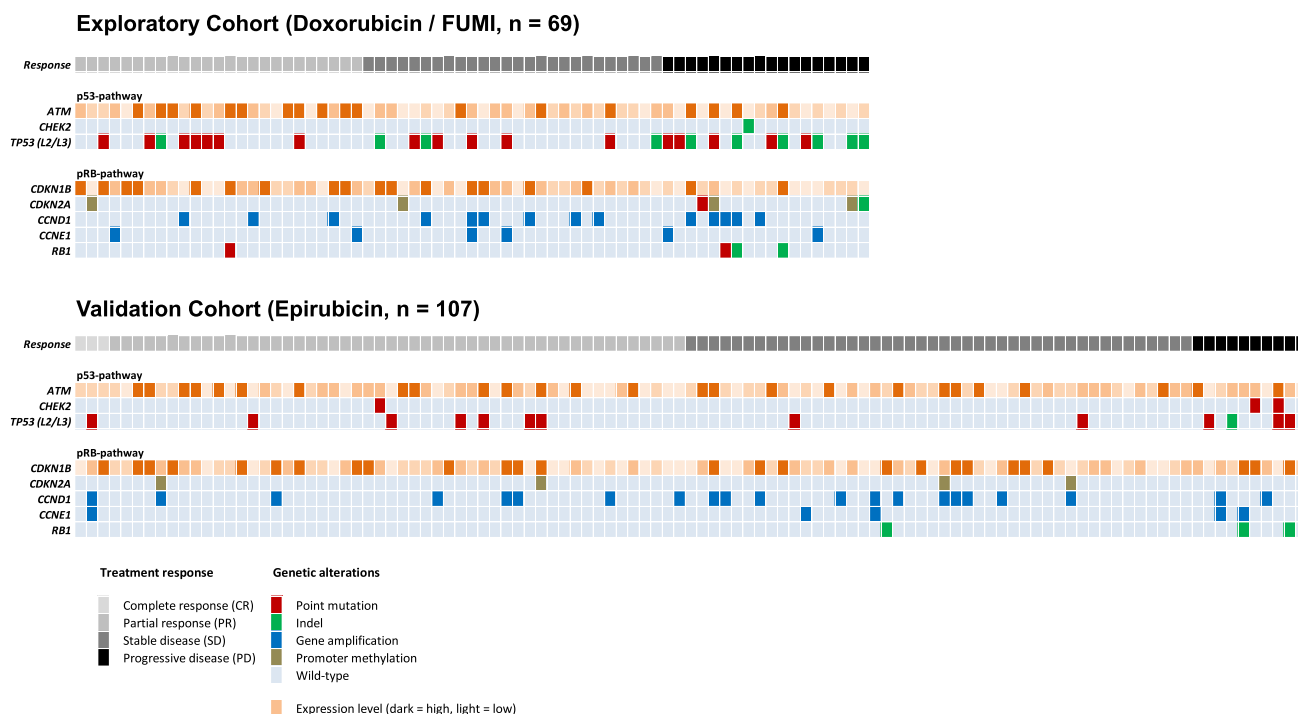 Exploratory Cohort (Doxorubicin / FUMI, n = 69)
Response
p53-pathway
ATM
CHEK2
TP53 (L2/L3)
pRB-pathway
CDKN1B
CDKN2A
CCND1
CCNE1
RB1
Validation Cohort (Epirubicin, n = 107)
Response
p53-pathway
ATM
CHEK2
TP53 (L2/L3)
pRB-pathway
CDKN1B
CDKN2A
CCND1
CCNE1
RB1
Treatment response
Complete response (CR)
Partial response (PR)
Stable disease (SD)
Progressive disease (PD)
Genetic alterations
Point mutation
Indel
Gene amplification
Promoter methylation
Wild-type
Expression level (dark = high, light = low)